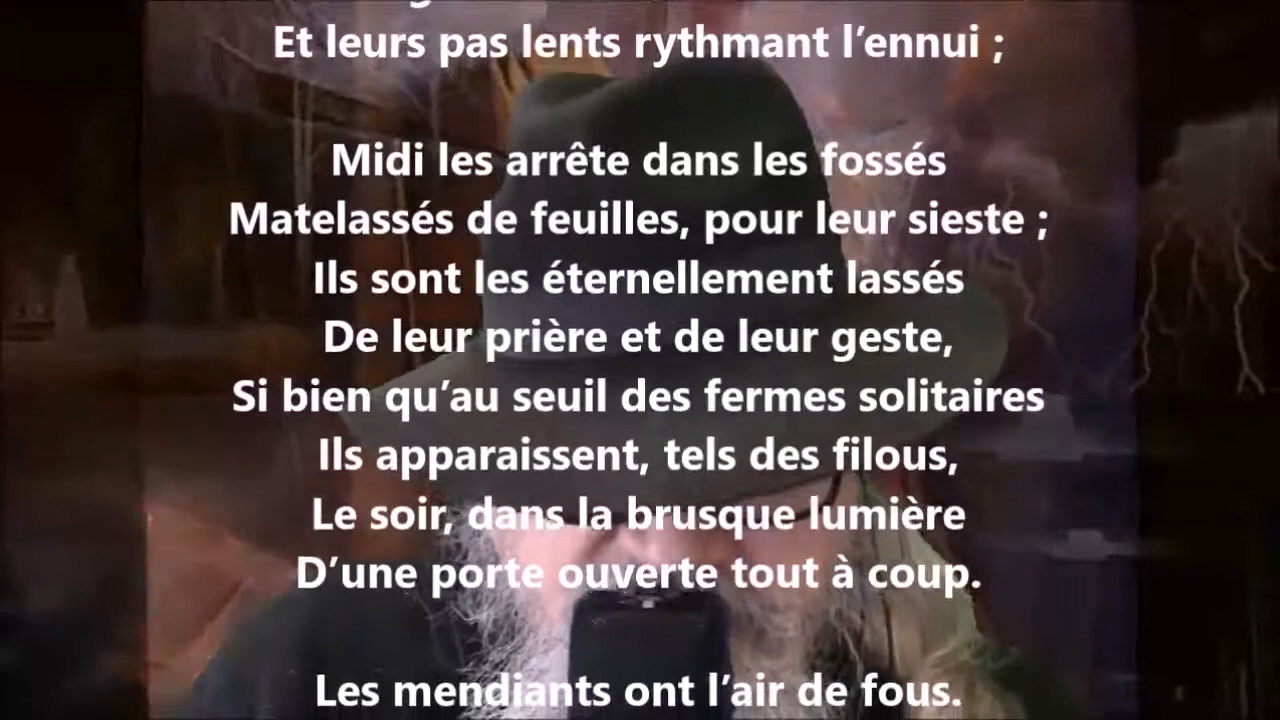 Et leurs pas lents rythmant l’ennui ;
Midi les arrête dans les fossés
Matelassés de feuilles, pour leur sieste ;
Ils sont les éternellement lassés
De leur prière et de leur geste,
Si bien qu’au seuil des fermes solitaires
Ils apparaissent, tels des filous,
Le soir, dans la brusque lumière
D’une porte ouverte tout à coup.
Les mendiants ont l’air de fous.